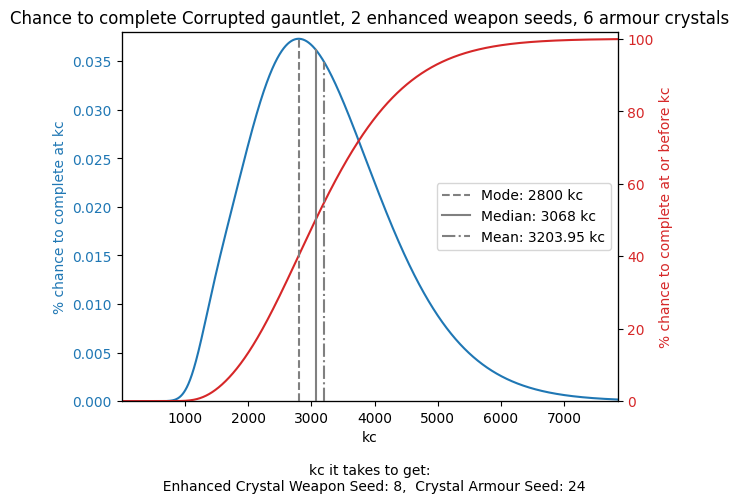 Chance to complete Corrupted gauntlet, 2 enhanced weapon seeds, 6 armour crystals
% chance to complete at kc
0.035
0.030
0.025
0.020
0.015
0.010
0.005
0.000
Mode: 2800 kc
Median: 3068 kc
Mean: 3203.95 kc
100
80
60
40
20
0
% chance to complete at or before kc
1000 2000 3000 4000 5000 6000 7000
kc
kc it takes to get:
Enhanced Crystal Weapon Seed: 8,  Crystal Armour Seed: 24